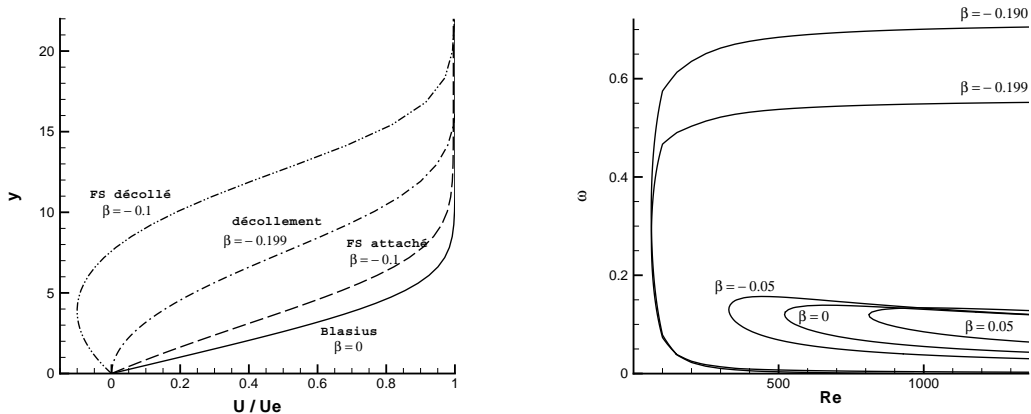 20
15
10
5
0
y
FS décollé
β = − 0.1
décollement
β = − 0.199
FS attaché
β = − 0.1
Blasius
β = 0
0
0.2
0.4
0.6
0.8
1
U / Ue
0.6
0.4
0.2
0
ω
β = − 0.190
β = − 0.199
β = − 0.05
β = 0
β = 0.05
500
1000
Re